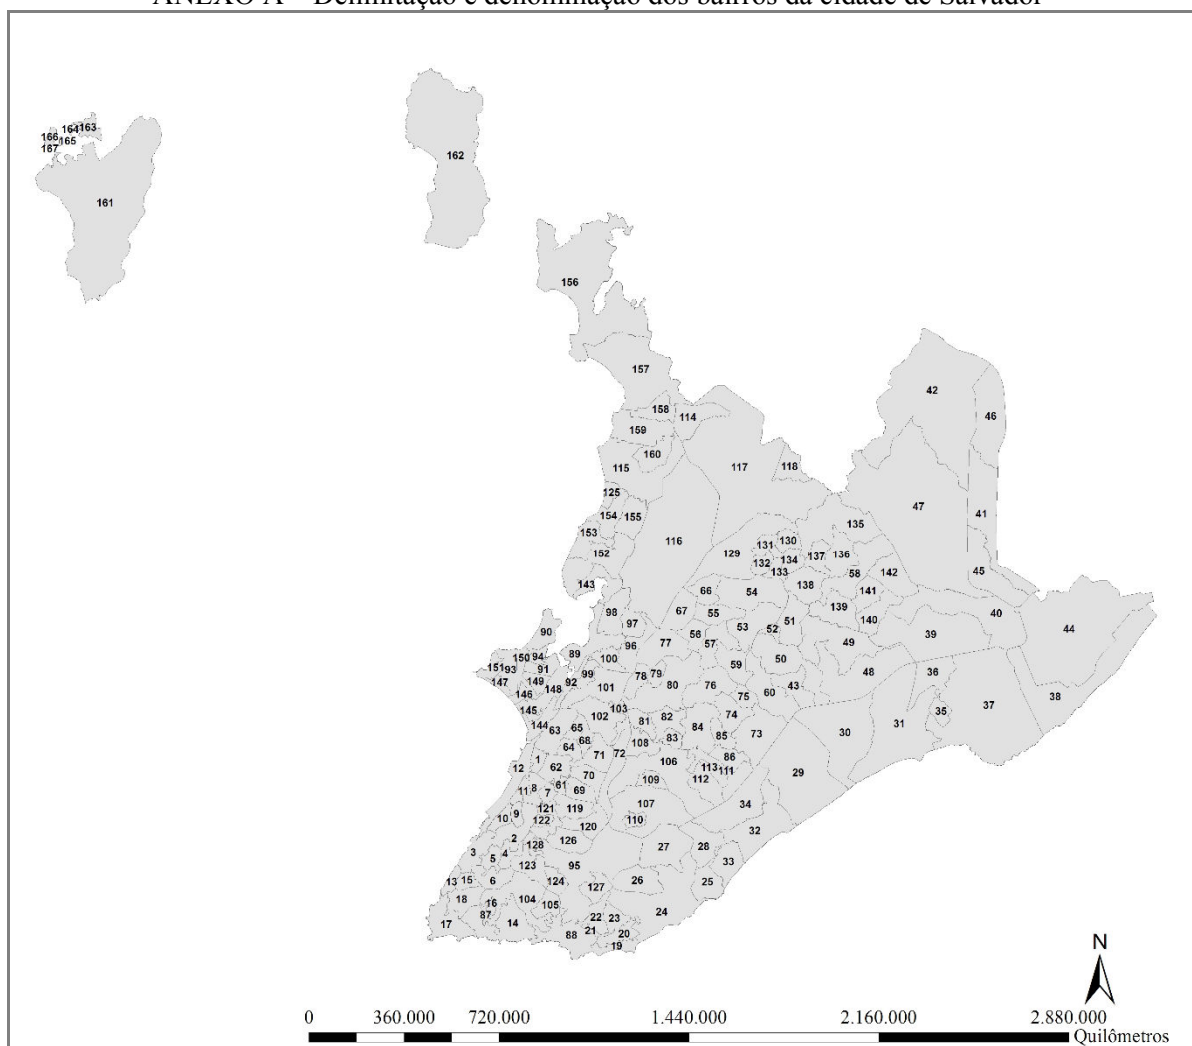 ANEXO A – Delimitação e denominação dos bairros da cidade de Salvador
164 163
166 165
167
162
161
156
157
42
158 114 46
159
160
115 117 118
125
47
154 155 41
135
153 116 131 130
152 129 134 137 136
132
133 58 142 45
143 138
66 54 141
139
98 67 55 51 140 40
97 53 52 39 44
90 56
96 77 57 49
89
150 94 100 59 50
151 93 91
99 78 79 48 36
147 149 92 101 80 76 43
148 60
146 75 38
145 103 74 35 37
144 102 81 82
63 65 84 85 73 30 31
64 68 108 83
71 72
1 86
12 62 106 113 111
70 112 29
61 109
11 8 7 69
121 119 107 34
10 9 122 110
120 32
2 128 126 27 28
3 4
5 123 95 33
13 15 6 124 127 26 25
18 16 104 105
87 22 23 24
17 14 88 21 20
19
N
0 360.000 720.000 1.440.000 2.160.000 2.880.000
Quilômetros